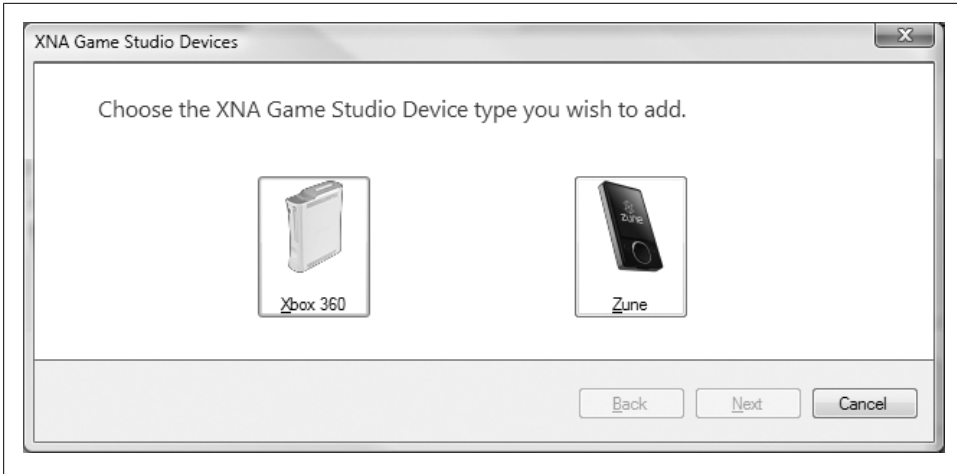 XNA Game Studio Devices
Choose the XNA Game Studio Device type you wish to add.
zune
Xbox 360
Zune
Back
Next
Cancel